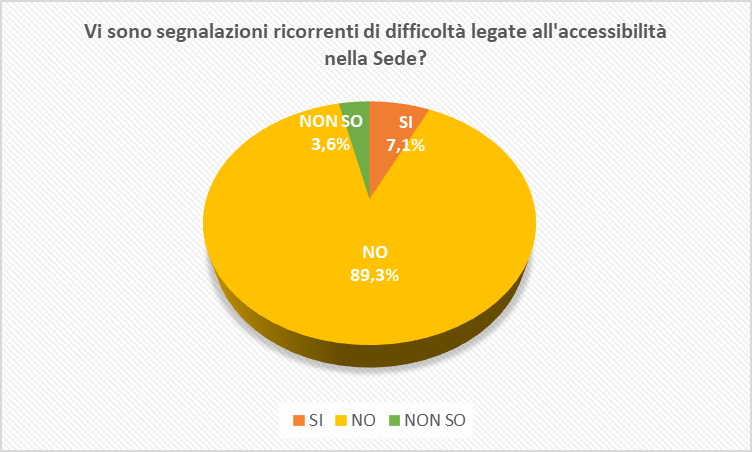 Vi sono segnalazioni ricorrenti di difficoltà legate all'accessibilità
nella Sede?
NON SO
3,6%
SI
7,1%
NO
89,3%
SI NO NON SO